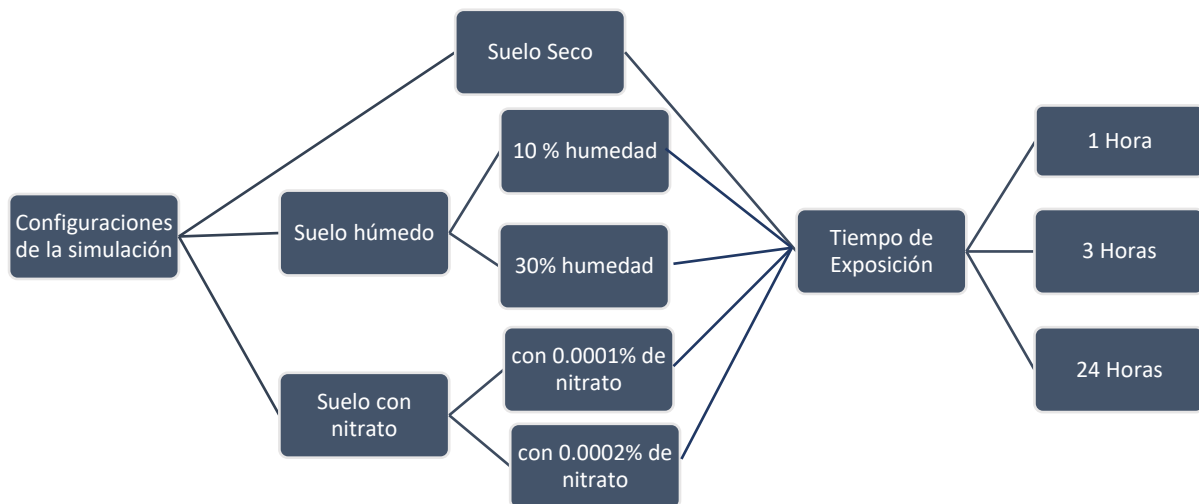 Suelo Seco
10 % humedad
1 Hora
Configuraciones
de la simulación
Suelo húmedo
30% humedad
Tiempo de
Exposición
3 Horas
con 0.0001% de
nitrato
24 Horas
Suelo con
nitrato
con 0.0002% de
nitrato